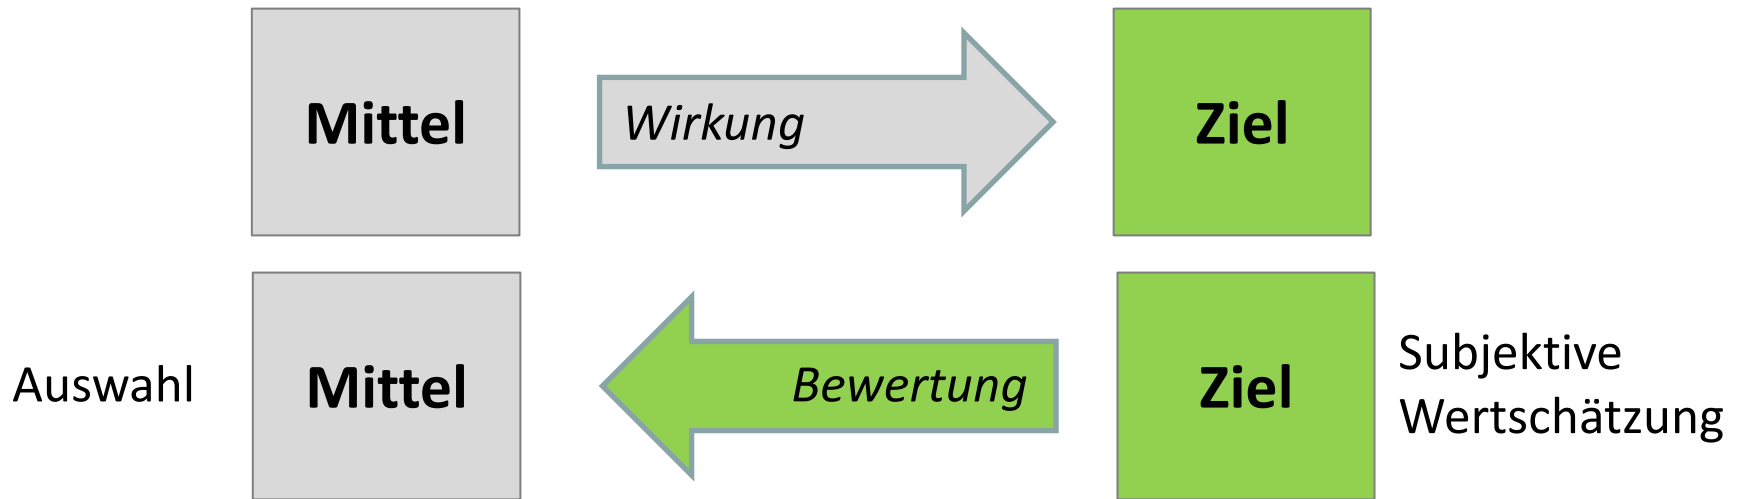 Mittel
Wirkung
Ziel
Auswahl
Mittel
Bewertung
Ziel
Subjektive
Wertschätzung